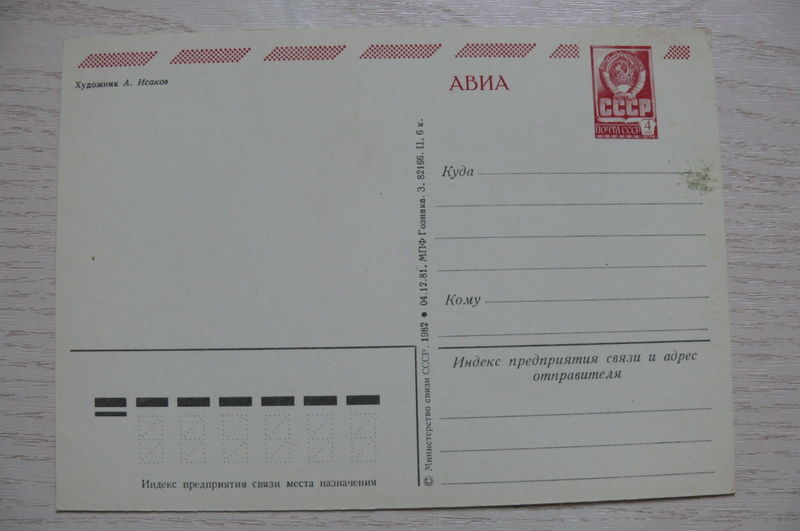 Художник А. Исаков
АВИА
СССР
ПОЧТА СССР 4
Куда
Кому
Индекс предприятия связи и адрес
отправителя
© Министерство связи СССР. 1982 ● 04.12.81. МПФ Гознака. З. 82166. Ц. 6 к.
Индекс предприятия связи места назначения